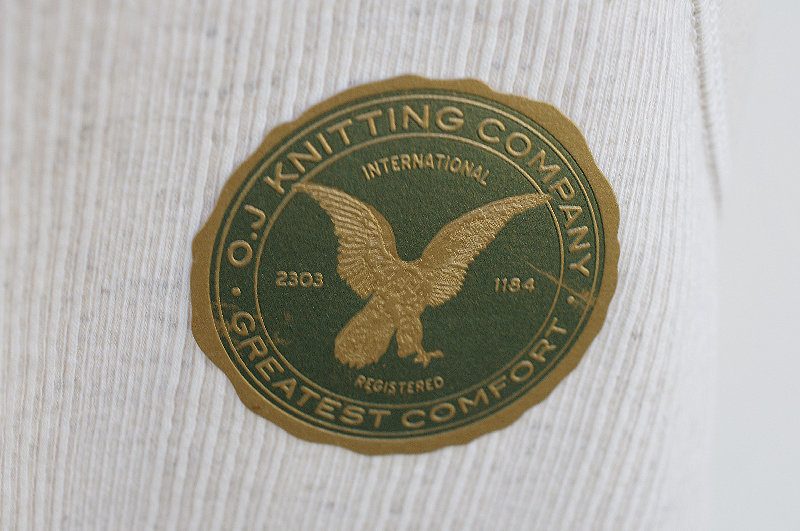 O.J KNITTING COMPANY
INTERNATIONAL
2303 1184
REGISTERED
GREATEST COMFORT